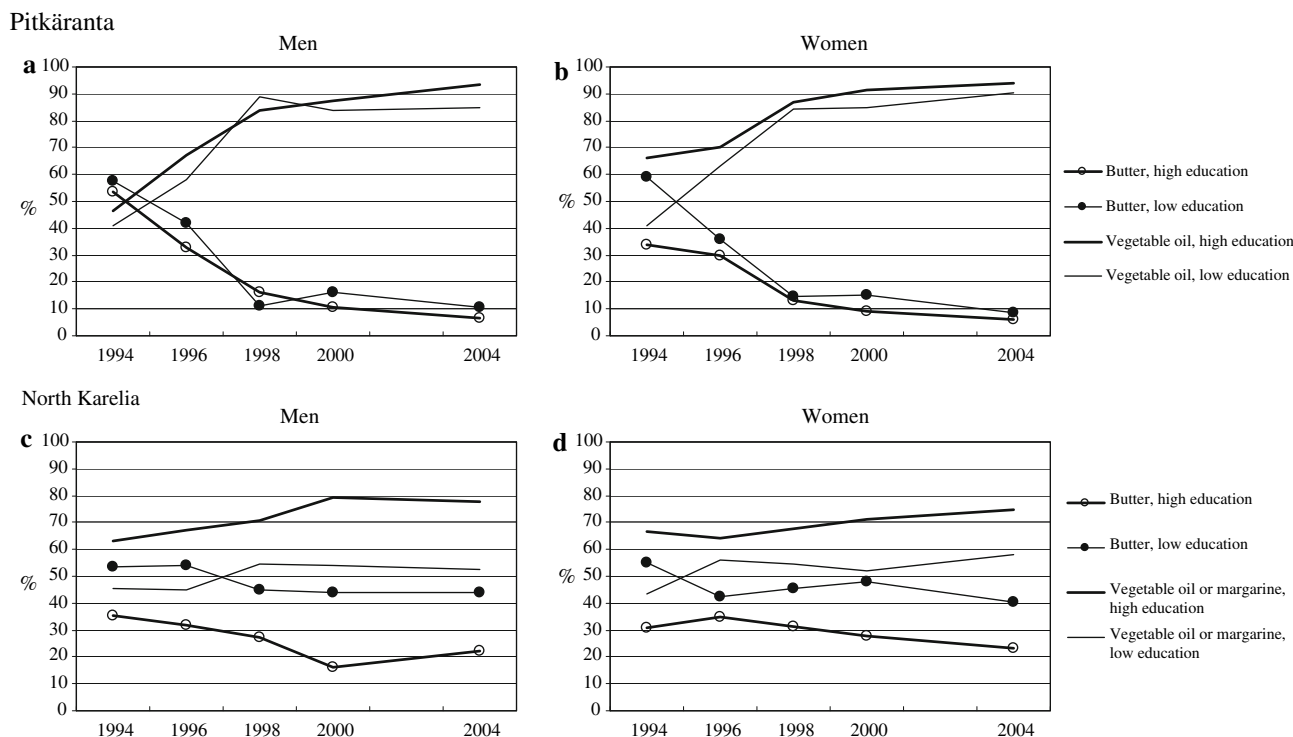 Pitkäranta
Men
Women
a
b
100
90
80
70
60
50
40
30
20
10
0
%
1994 1996 1998 2000 2004
100
90
80
70
60
50
40
30
20
10
0
%
1994 1996 1998 2000 2004
Butter, high education
Butter, low education
Vegetable oil, high education
Vegetable oil, low education
North Karelia
Men
Women
c
d
100
90
80
70
60
50
40
30
20
10
0
%
1994 1996 1998 2000 2004
100
90
80
70
60
50
40
30
20
10
0
%
1994 1996 1998 2000 2004
Butter, high education
Butter, low education
Vegetable oil or margarine,
high education
Vegetable oil or margarine,
low education